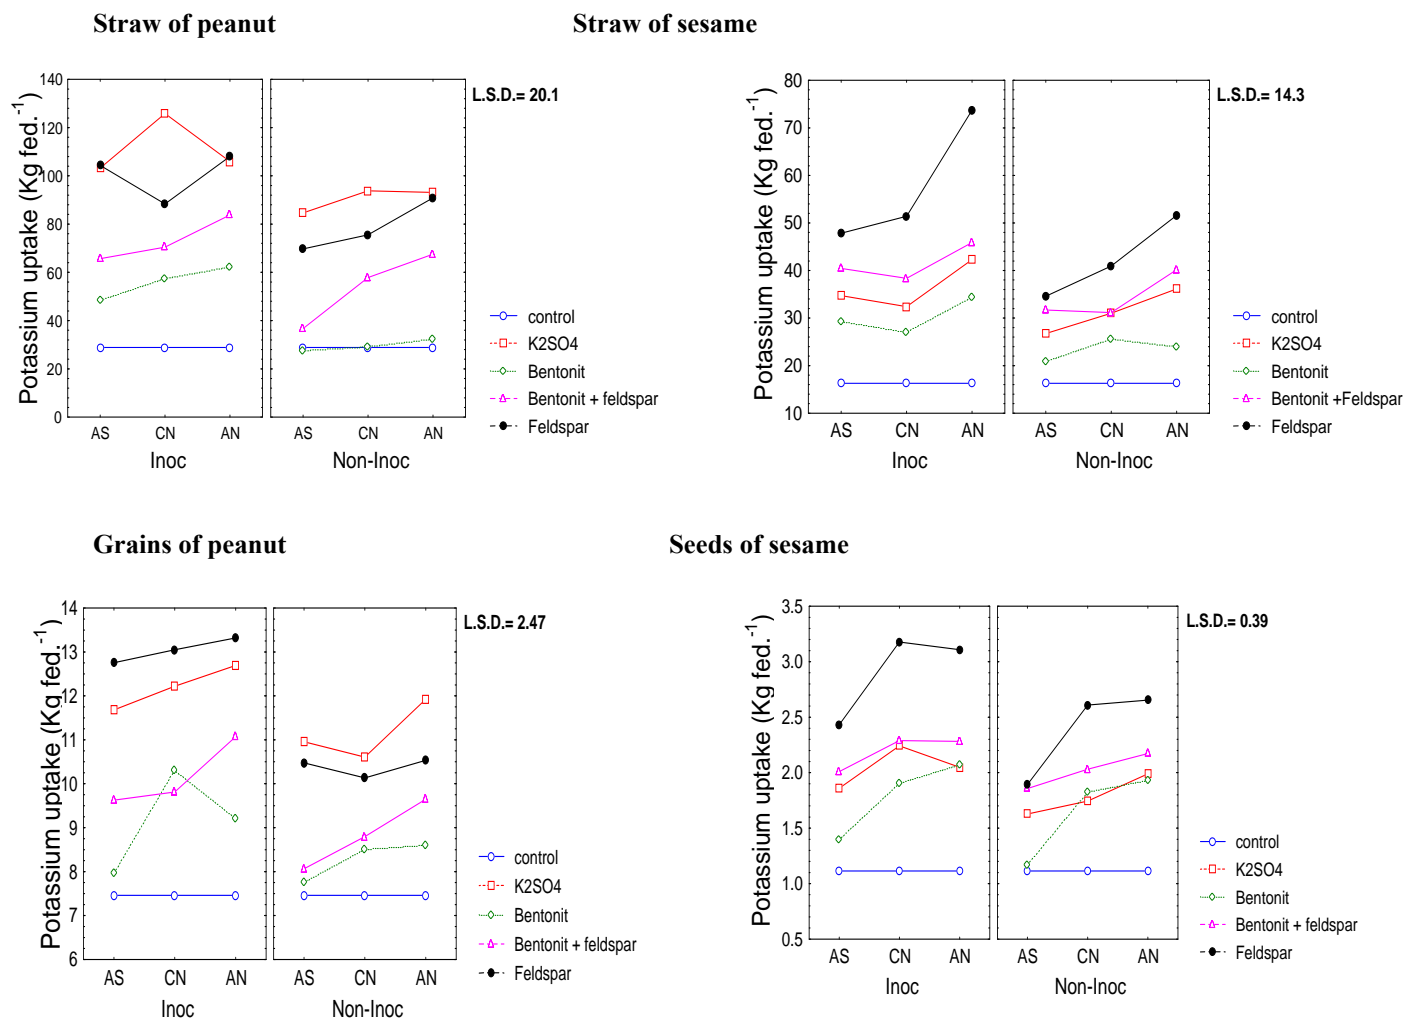 Straw of peanut
Straw of sesame
Potassium uptake (Kg fed.-1)
140
120
100
80
60
40
20
0
AS CN AN
Inoc
AS CN AN
Non-Inoc
L.S.D.= 20.1
control
K2SO4
Bentonit
Bentonit + feldspar
Feldspar
Potassium uptake (Kg fed.-1)
80
70
60
50
40
30
20
10
AS CN AN
Inoc
AS CN AN
Non-Inoc
L.S.D.= 14.3
control
K2SO4
Bentonit
Bentonit +Feldspar
Feldspar
Grains of peanut
Seeds of sesame
Potassium uptake (Kg fed.-1)
14
13
12
11
10
9
8
7
6
AS CN AN
Inoc
AS CN AN
Non-Inoc
L.S.D.= 2.47
control
K2SO4
Bentonit
Bentonit + feldspar
Feldspar
Potassium uptake (Kg fed.-1)
3.5
3.0
2.5
2.0
1.5
1.0
0.5
AS CN AN
Inoc
AS CN AN
Non-Inoc
L.S.D.= 0.39
control
K2SO4
Bentonit
Bentonit + feldspar
Feldspar